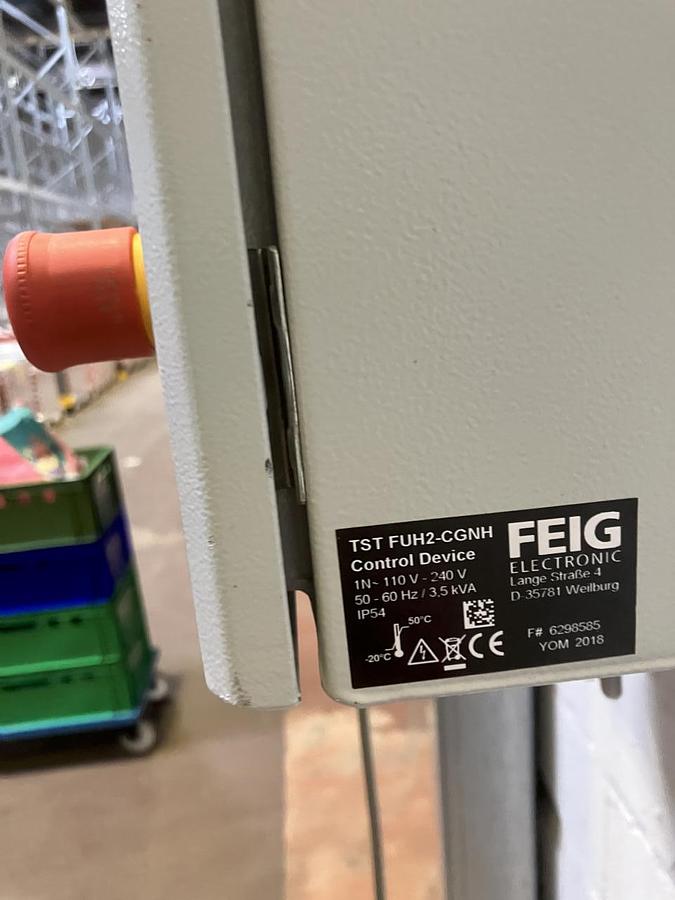 TST FUH2-CGNH
Control Device
1N~ 110 V - 240 V
50 - 60 Hz / 3,5 kVA
IP54
50°C
-20°C
CE
FEIG
ELECTRONIC
Lange Straße 4
D-35781 Weilburg
F# 6298585
YOM 2018